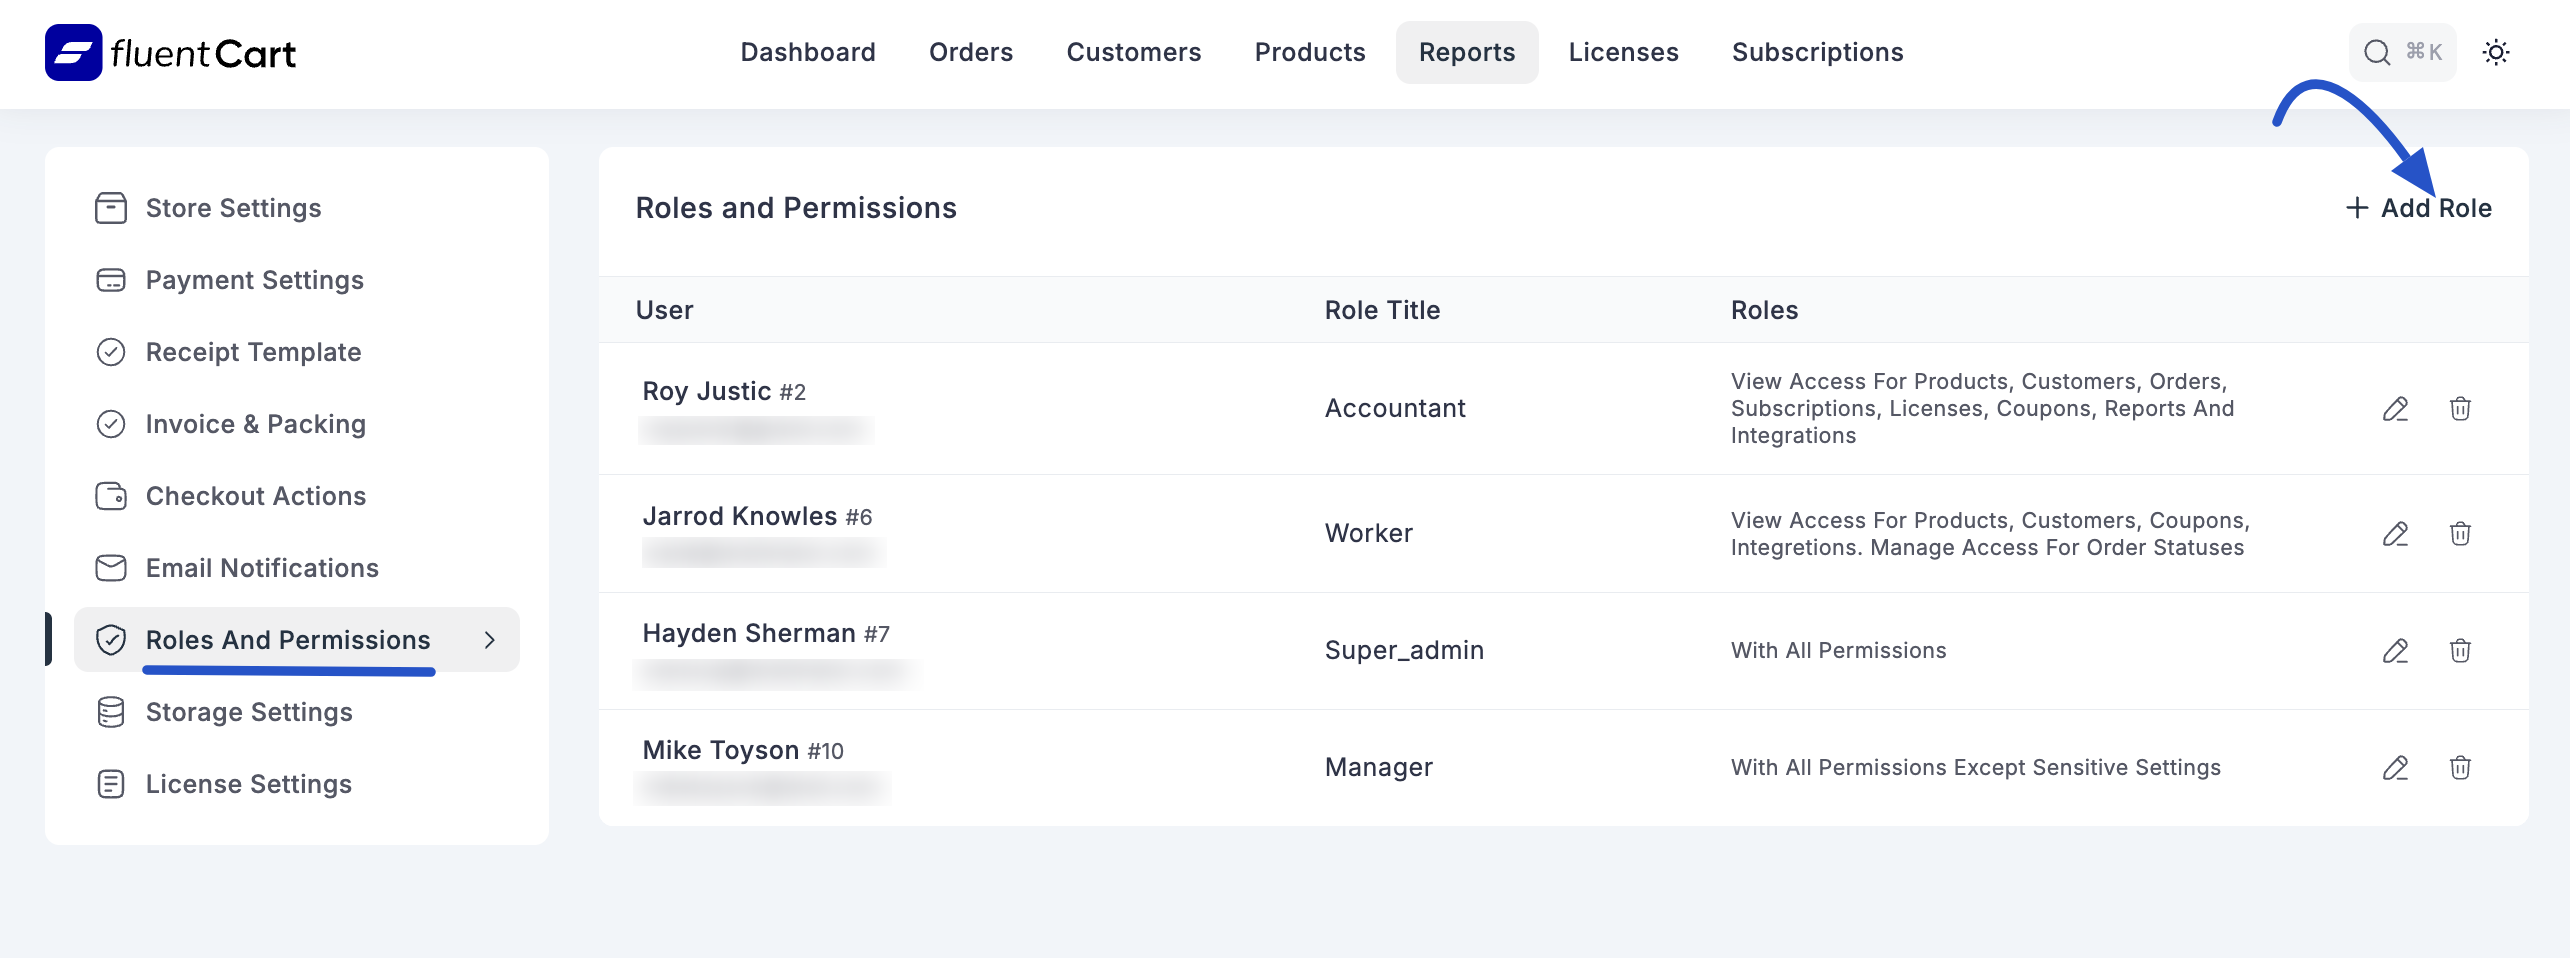 fluentCart
Dashboard
Orders
Customers
Products
Reports
Licenses
Subscriptions
⌘K
Store Settings
Payment Settings
Receipt Template
Invoice & Packing
Checkout Actions
Email Notifications
Roles And Permissions
Storage Settings
License Settings
Roles and Permissions
+ Add Role
User
Role Title
Roles
Roy Justic #2
Accountant
View Access For Products, Customers, Orders,
Subscriptions, Licenses, Coupons, Reports And
Integrations
Jarrod Knowles #6
Worker
View Access For Products, Customers, Coupons,
Integretions. Manage Access For Order Statuses
Hayden Sherman #7
Super_admin
With All Permissions
Mike Toyson #10
Manager
With All Permissions Except Sensitive Settings